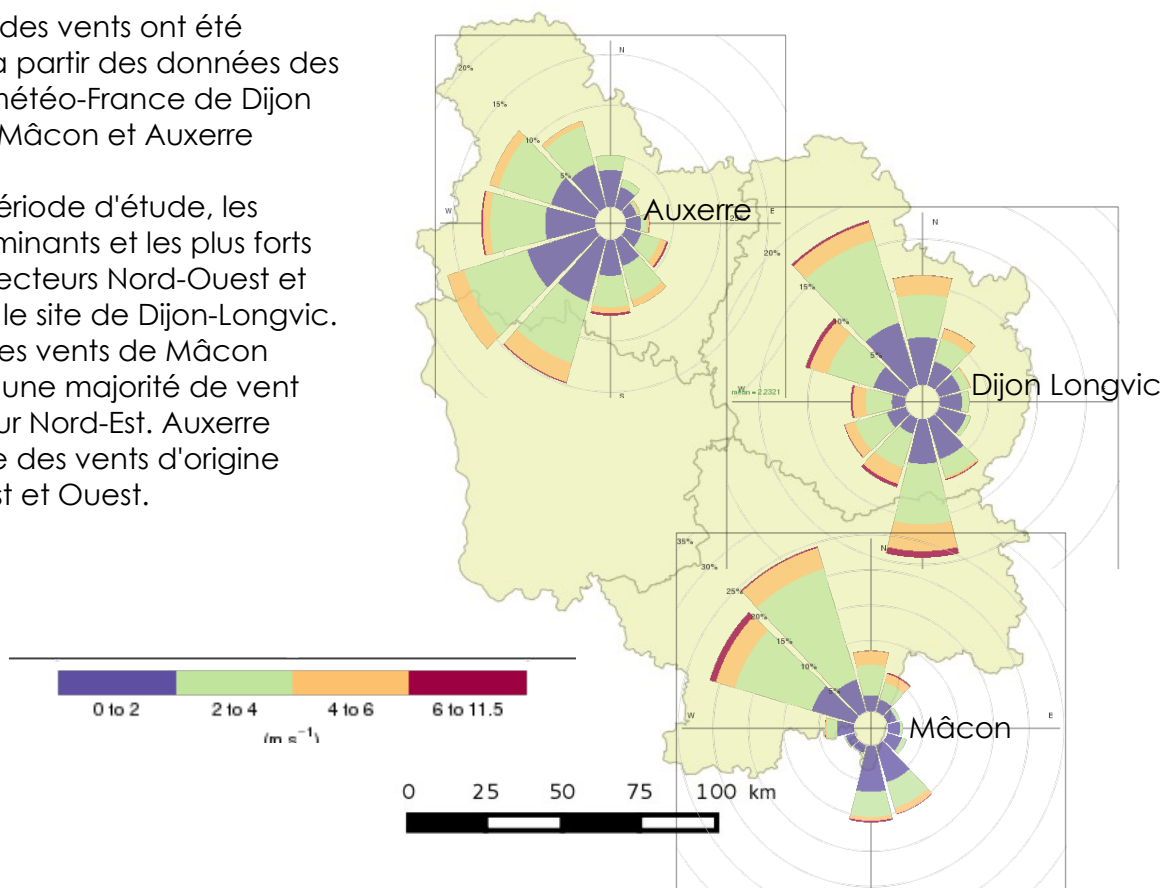 des vents ont été
a partir des données des
météo-France de Dijon
Mâcon et Auxerre
ériode d'étude, les
minants et les plus forts
ecteurs Nord-Ouest et
le site de Dijon-Longvic.
es vents de Mâcon
une majorité de vent
ur Nord-Est. Auxerre
e des vents d'origine
st et Ouest.
N
20%
15%
10%
5%
W
E
S
Auxerre
N
20%
15%
10%
5%
W
mean = 2.2321
Dijon Longvic
N
35%
30%
25%
20%
15%
10%
5%
W
E
Mâcon
0 to 2 2 to 4 4 to 6 6 to 11.5
(m s⁻¹)
0 25 50 75 100 km